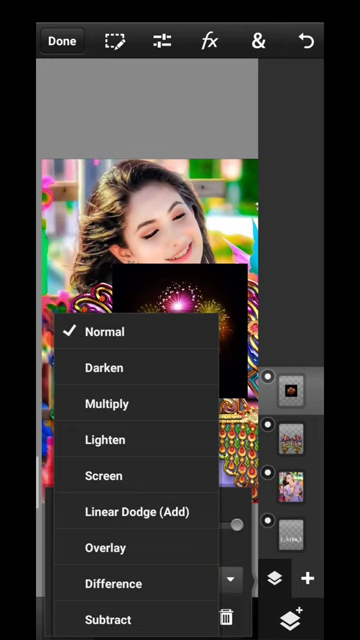 Done
fx
&
Normal
Darken
Multiply
Lighten
Screen
Linear Dodge (Add)
Overlay
Difference
Subtract